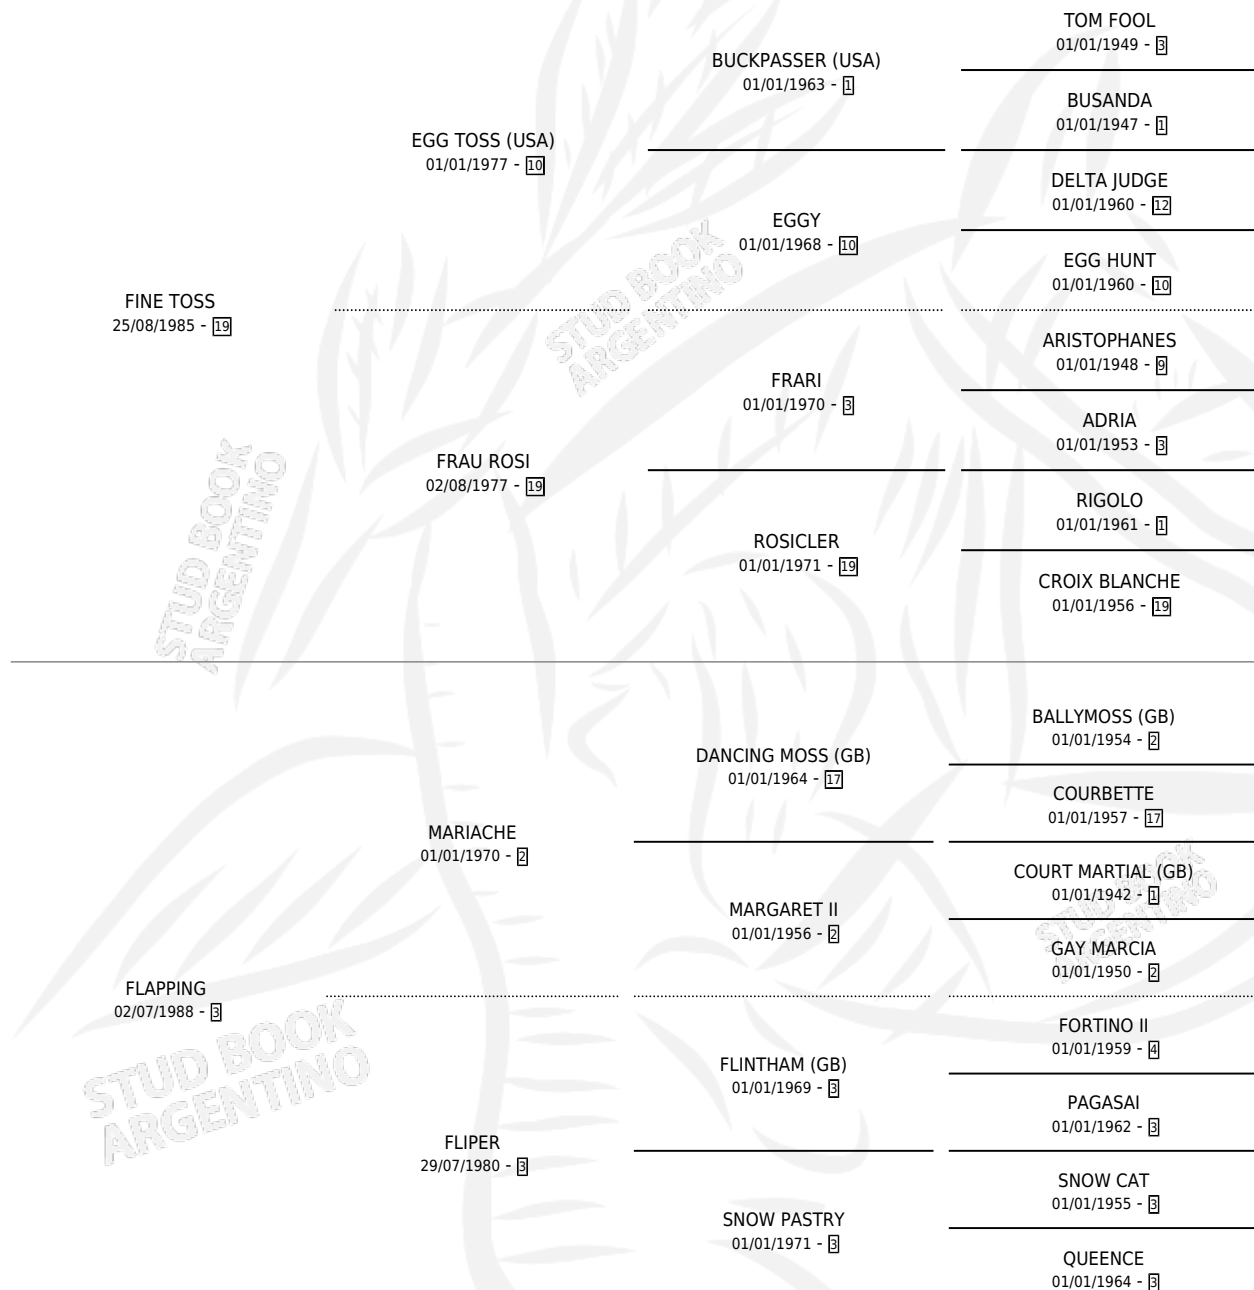 TOM FOOL
01/01/1949 - 3
BUCKPASSER (USA)
01/01/1963 - 1
BUSANDA
01/01/1947 - 1
EGG TOSS (USA)
01/01/1977 - 10
DELTA JUDGE
01/01/1960 - 12
EGGY
01/01/1968 - 10
EGG HUNT
01/01/1960 - 10
FINE TOSS
25/08/1985 - 19
STUD BOOK
ARGENTINO
ARISTOPHANES
01/01/1948 - 9
FRARI
01/01/1970 - 3
ADRIA
01/01/1953 - 3
FRAU ROSI
02/08/1977 - 19
RIGOLO
01/01/1961 - 1
ROSICLER
01/01/1971 - 19
CROIX BLANCHE
01/01/1956 - 19
STUD BOOK
ARGENTINO
BALLYMOSS (GB)
01/01/1954 - 2
DANCING MOSS (GB)
01/01/1964 - 17
COURBETTE
01/01/1957 - 17
MARIACHE
01/01/1970 - 2
COURT MARTIAL (GB)
01/01/1942 - 1
MARGARET II
01/01/1956 - 2
GAY MARCIA
01/01/1950 - 2
STUD BOOK
ARGENTINO
FLAPPING
02/07/1988 - 3
FORTINO II
01/01/1959 - 4
FLINTHAM (GB)
01/01/1969 - 3
PAGASAI
01/01/1962 - 3
STUD BOOK
ARGENTINO
FLIPER
29/07/1980 - 3
SNOW CAT
01/01/1955 - 3
SNOW PASTRY
01/01/1971 - 3
QUEENCE
01/01/1964 - 3